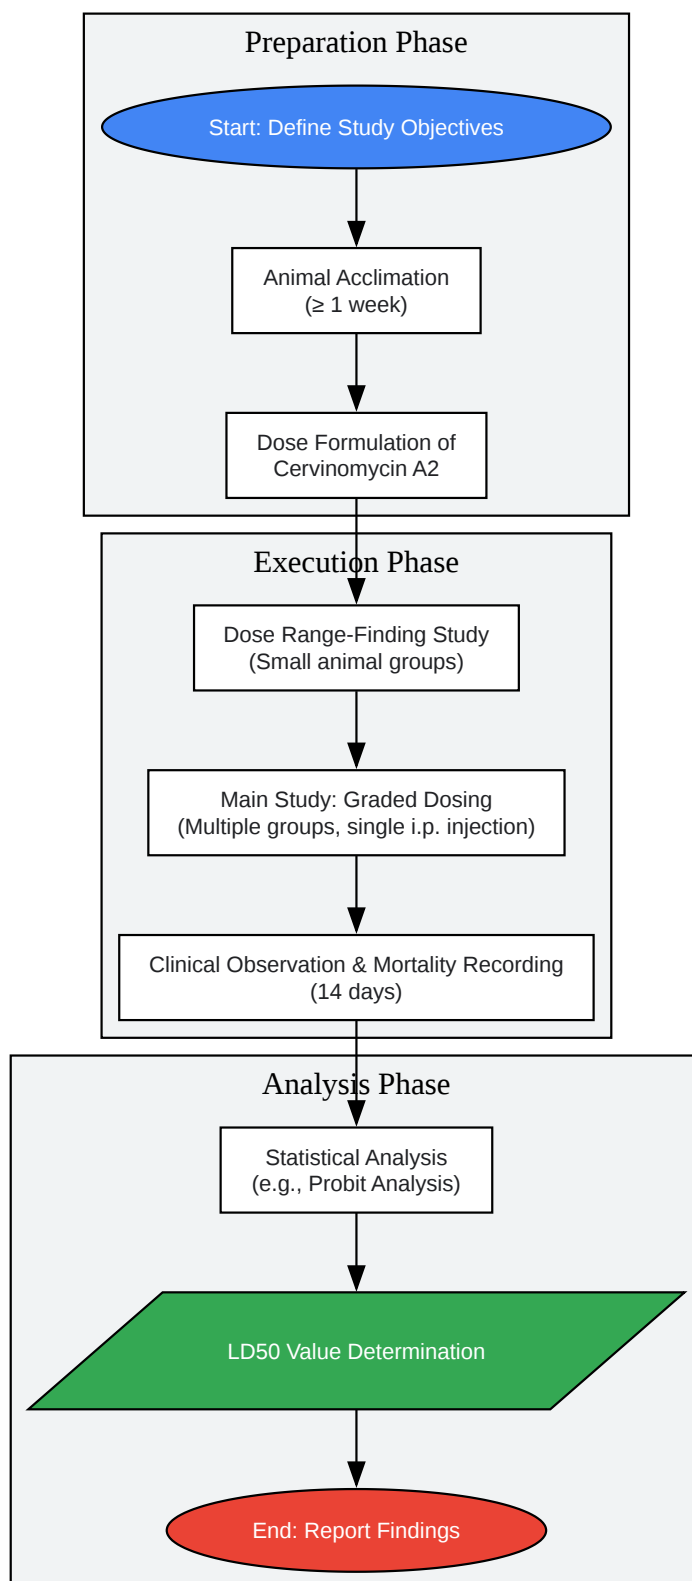 Preparation Phase
Start: Define Study Objectives
Animal Acclimation
(≥ 1 week)
Dose Formulation of
Cervinomycin A2
Execution Phase
Dose Range-Finding Study
(Small animal groups)
Main Study: Graded Dosing
(Multiple groups, single i.p. injection)
Clinical Observation & Mortality Recording
(14 days)
Analysis Phase
Statistical Analysis
(e.g., Probit Analysis)
LD50 Value Determination
End: Report Findings